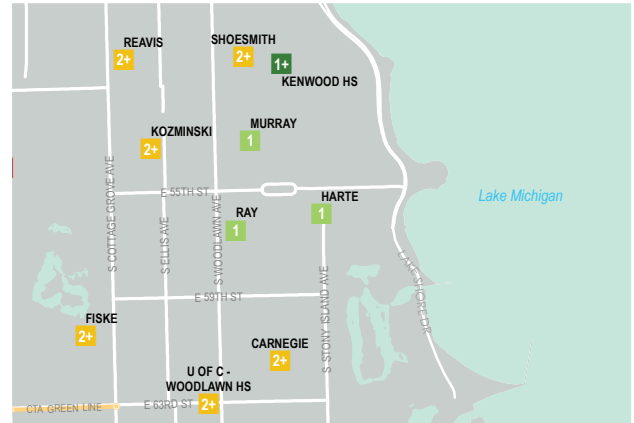 REAVIS
2+
SHOESMITH
2+
1+
KENWOOD HS
MURRAY
1
KOZMINSKI
2+
S COTTAGE GROVE AVE
S ELLIS AVE
S WOODLAWN AVE
E 55TH ST
Lake Michigan
RAY
1
HARTE
1
LAKE SHORE DR
S STONY ISLAND AVE
E 59TH ST
FISKE
2+
CARNEGIE
2+
U OF C -
WOODLAWN HS
2+
CTA GREEN LINE
E 63RD ST